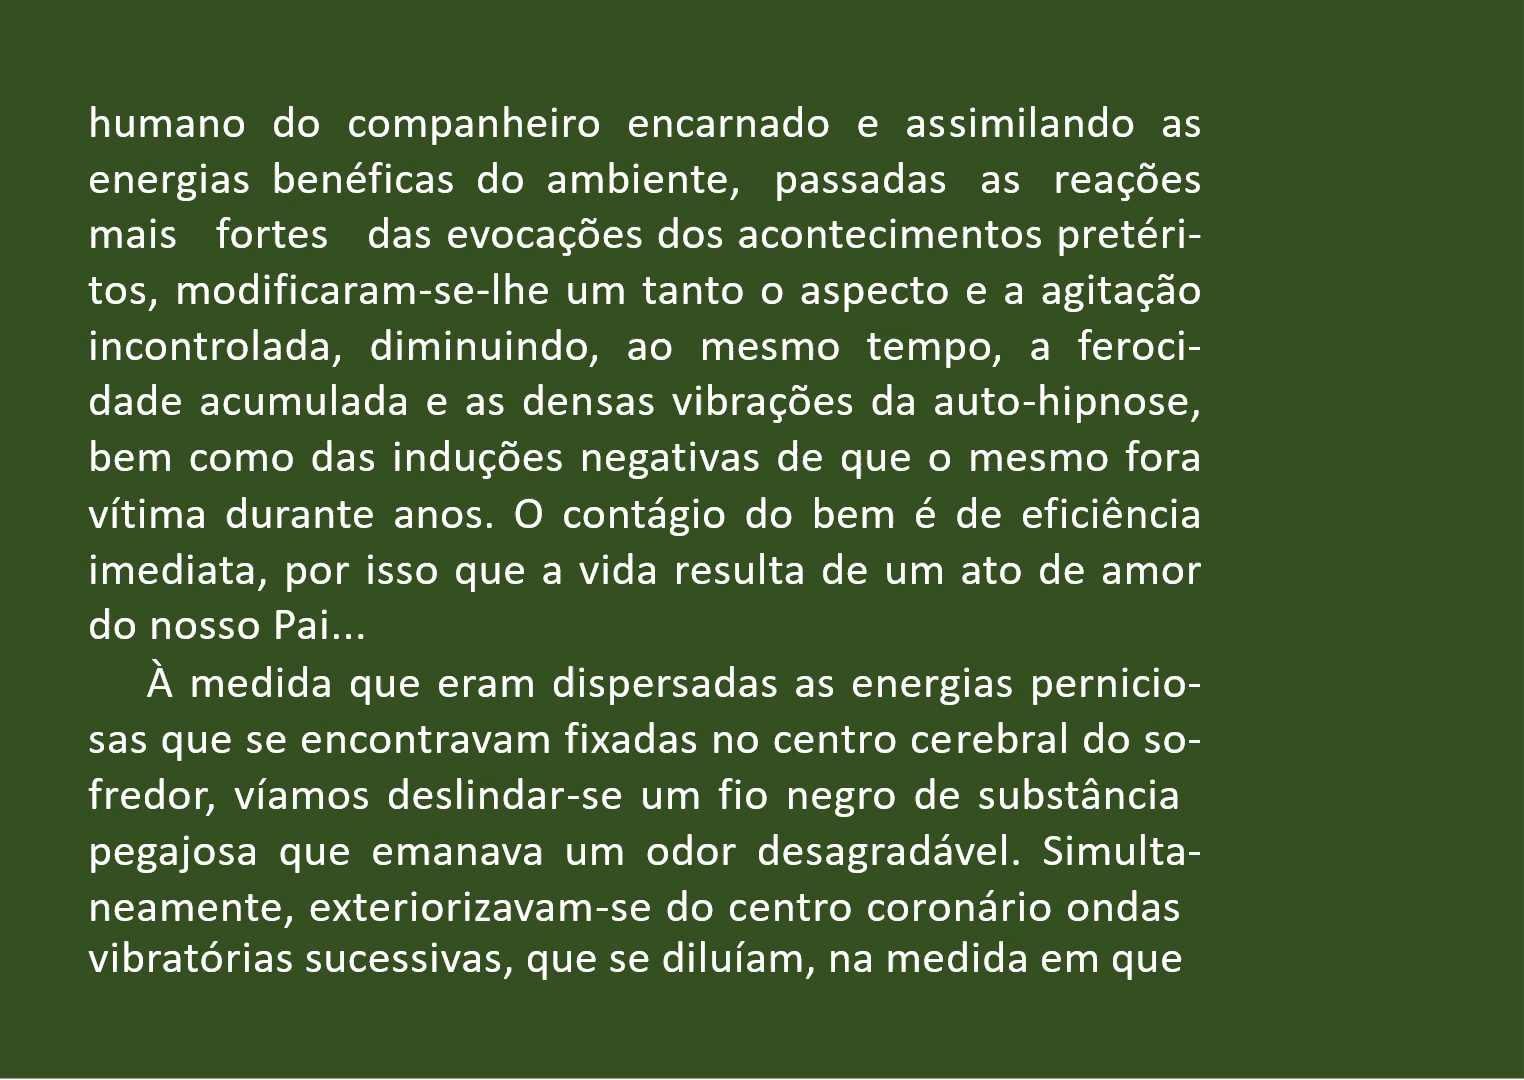 humano do companheiro encarnado e assimilando as
energias benéficas do ambiente, passadas as reações
mais fortes das evocações dos acontecimentos pretéri-
tos, modificaram-se-lhe um tanto o aspecto e a agitação
incontrolada, diminuindo, ao mesmo tempo, a feroci-
dade acumulada e as densas vibrações da auto-hipnose,
bem como das induções negativas de que o mesmo fora
vítima durante anos. O contágio do bem é de eficiência
imediata, por isso que a vida resulta de um ato de amor
do nosso Pai...
À medida que eram dispersadas as energias pernicio-
sas que se encontravam fixadas no centro cerebral do so-
fredor, víamos deslindar-se um fio negro de substância
pegajosa que emanava um odor desagradável. Simulta-
neamente, exteriorizavam-se do centro coronário ondas
vibratórias sucessivas, que se diluíam, na medida em que